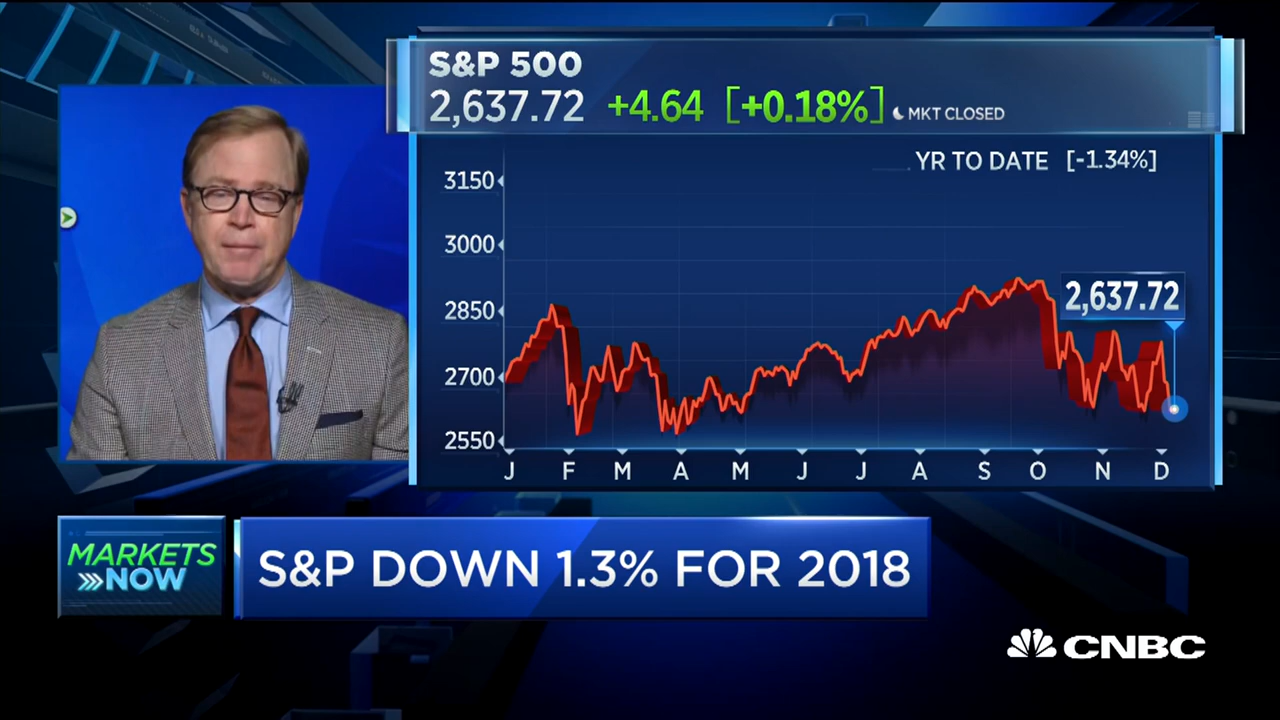 S&P 500
2,637.72 +4.64 [+0.18%] MKT CLOSED
YR TO DATE [-1.34%]
3150
3000
2850
2700
2550
2,637.72
J F M A M J J A S O N D
MARKETS
NOW
S&P DOWN 1.3% FOR 2018
CNBC